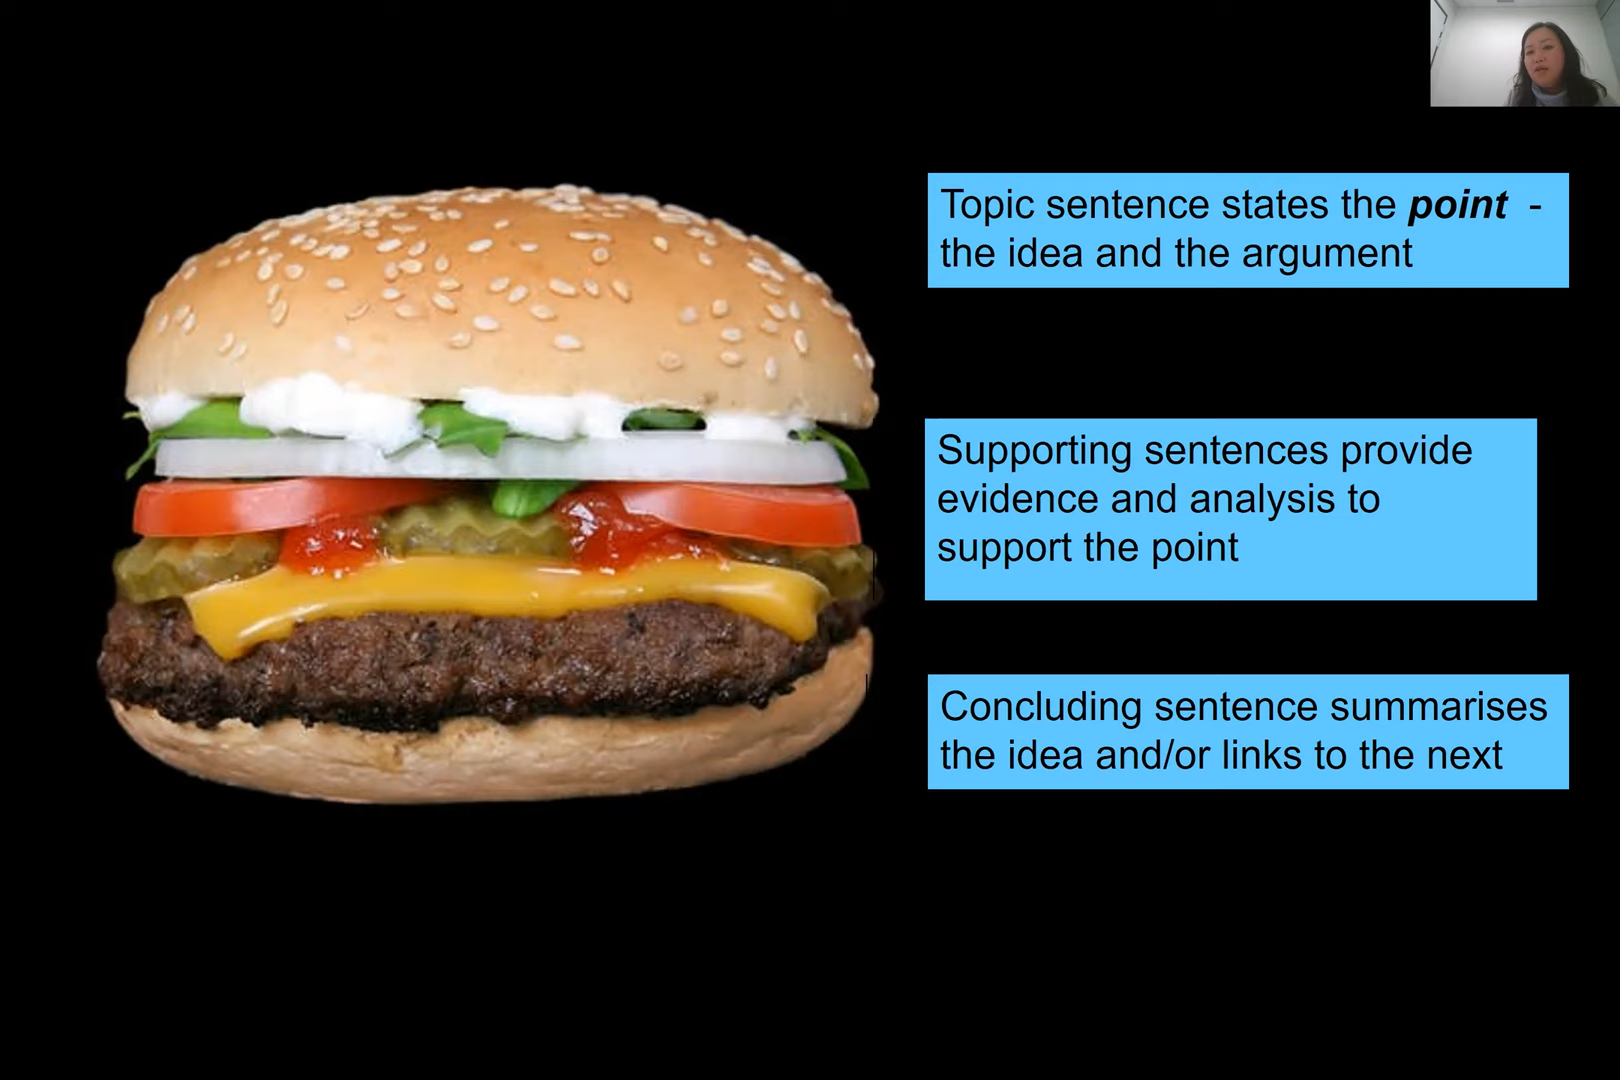 Topic sentence states the point -
the idea and the argument
Supporting sentences provide
evidence and analysis to
support the point
Concluding sentence summarises
the idea and/or links to the next